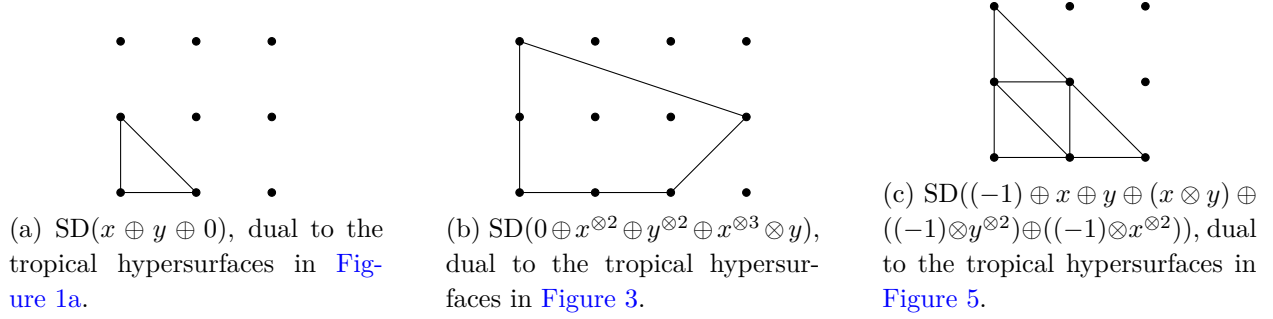 (a) SD(x ⊕ y ⊕ 0), dual to the
tropical hypersurfaces in Fig-
ure 1a.
(b) SD(0 ⊕ x^{⊗2} ⊕ y^{⊗2} ⊕ x^{⊗3} ⊗ y),
dual to the tropical hypersur-
faces in Figure 3.
(c) SD((−1) ⊕ x ⊕ y ⊕ (x ⊗ y) ⊕
((−1)⊗y^{⊗2})⊕((−1)⊗x^{⊗2})), dual
to the tropical hypersurfaces in
Figure 5.